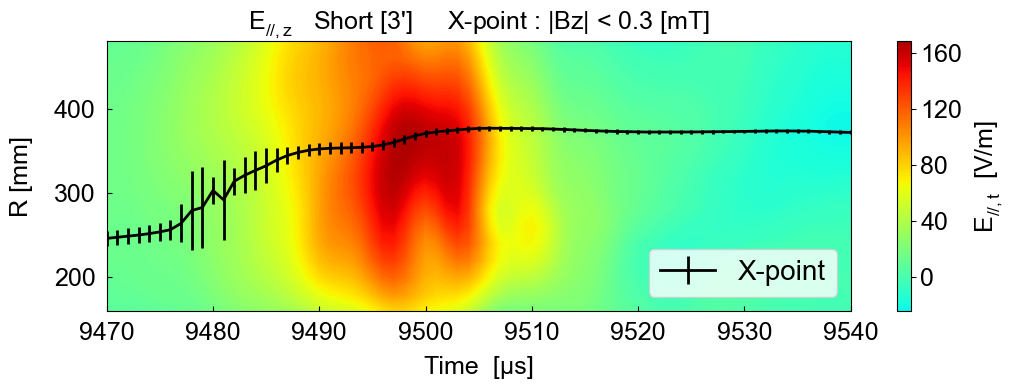 E//, z Short [3'] X-point : |Bz| < 0.3 [mT]
R [mm]
400
300
200
9470 9480 9490 9500 9510 9520 9530 9540
Time [μs]
X-point
160
120
80
40
0
E//, t [V/m]